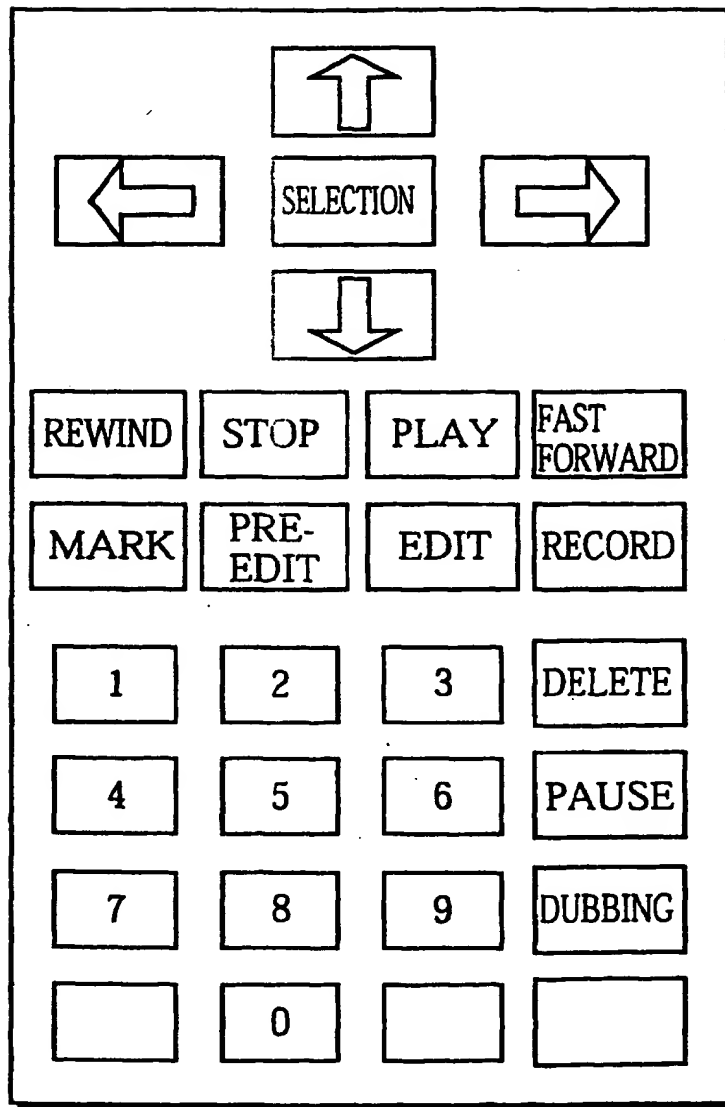 SELECTION
REWIND STOP PLAY FAST FORWARD
MARK PRE-EDIT EDIT RECORD
1 2 3 DELETE
4 5 6 PAUSE
7 8 9 DUBBING
0